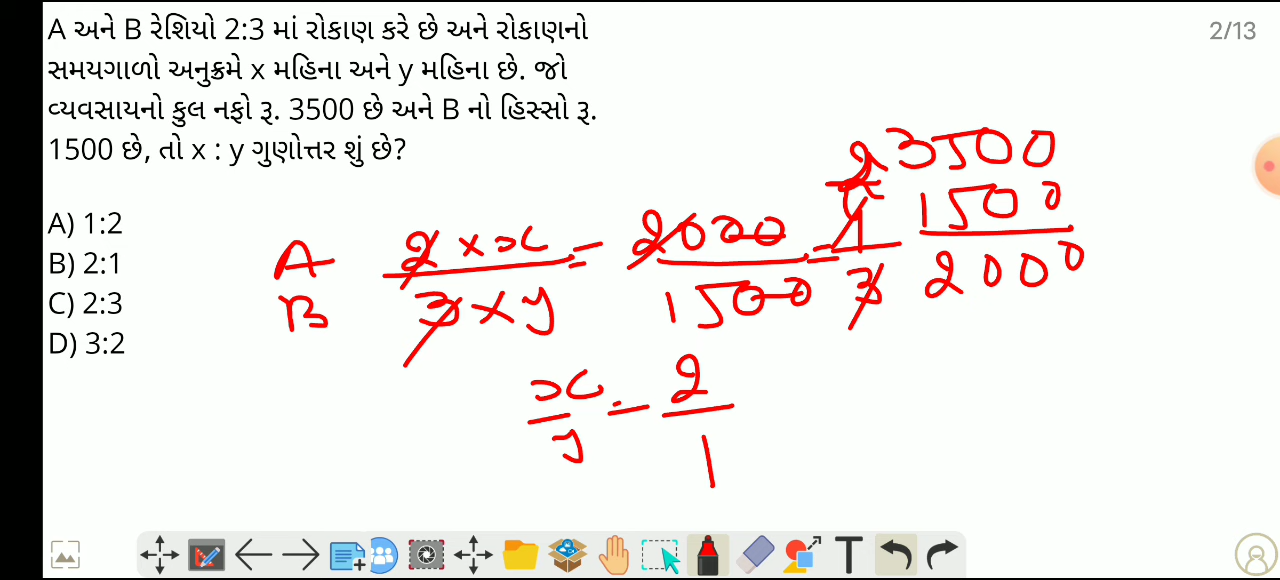 A અને B રેશિયો 2:3 માં રોકાણ કરે છે અને રોકાણનો
સમયગાળો અનુક્રમે x મહિના અને y મહિના છે. જો
વ્યવસાયનો કુલ નફો રૂ. 3500 છે અને B નો હિસ્સો રૂ.
1500 છે, તો x : y ગુણોત્તર શું છે?
2/13
A) 1:2
B) 2:1
C) 2:3
D) 3:2
3500
1500
2000
A 2 × x = 2000 = 4
B 3 × y 1500 3
2
x = 2
y 1
T